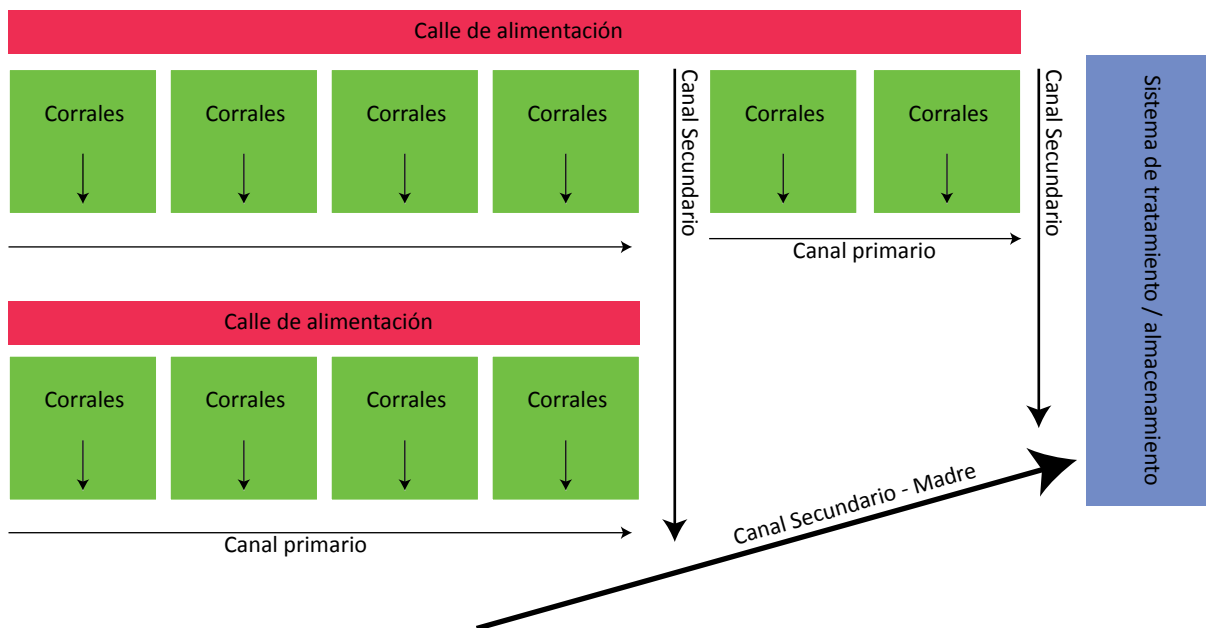 Calle de alimentación
Corrales
Corrales
Corrales
Corrales
Canal Secundario
Corrales
Corrales
Canal Secundario
Sistema de tratamiento / almacenamiento
Canal primario
Calle de alimentación
Corrales
Corrales
Corrales
Corrales
Canal Secundario - Madre
Canal primario